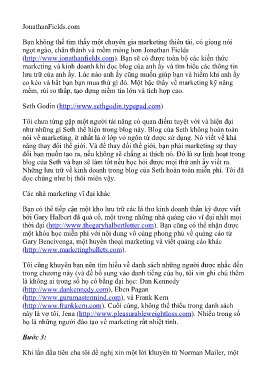 JonathanFields.com
Bạn không thể tìm thấy một chuyên gia marketing thiên tài, có giọng nói
ngọt ngào, chân thành và mềm mỏng hơn Jonathan Fields
(http://www.jonathanfields.com). Bạn sẽ có được toàn bộ các kiến thức
marketing và kinh doanh khi đọc blog của anh ấy và tìm hiểu các thông tin
lưu trữ của anh ấy. Lúc nào anh ấy cũng muốn giúp bạn và hiếm khi anh ấy
co kéo và bắt bạn bạn mua thứ gì đó. Một bậc thầy về marketing kỹ năng
mềm, rủi ro thấp, tạo dựng niềm tin lớn và tích hợp cao.
Seth Godin (http://www.sethgodin.typepad.com)
Tôi chưa từng gặp một người tài năng có quan điểm tuyệt vời và hiện đại
như những gì Seth thể hiện trong blog này. Blog của Seth không hoàn toàn
nói về marketing, ít nhất là ở lớp vỏ ngôn từ được sử dụng. Nó viết về khả
năng thay đổi thế giới. Và để thay đổi thế giới, bạn phải marketing sự thay
đổi bạn muốn tạo ra, nếu không sẽ chẳng ai thích nó. Đó là sự linh hoạt trong
blog của Seth và bạn sẽ làm tốt nếu học hỏi được mọi thứ anh ấy viết ra.
Những lưu trữ về kinh doanh trong blog của Seth hoàn toàn miễn phí. Tôi đã
đọc chúng như bị thôi miên vậy.
Các nhà marketing vĩ đại khác
Bạn có thể tiếp cận một kho lưu trữ các lá thư kinh doanh thần kỳ được viết
bởi Gary Halbert đã quá cố, một trong những nhà quảng cáo vĩ đại nhất mọi
thời đại (http://www.thegaryhalbertletter.com). Bạn cũng có thể nhận được
một khóa học miễn phí với nội dung vô cùng phong phú về quảng cáo từ
Gary Bencivenga, một huyền thoại marketing và viết quảng cáo khác
(http://www.marketingbullets.com).
Tôi cũng khuyên bạn nên tìm hiểu về danh sách những người được nhắc đến
trong chương này (và để bổ sung vào danh tiếng của họ, tôi xin ghi chú thêm
là không ai trong số họ có bằng đại học: Dan Kennedy
(http://www.dankennedy.com), Eben Pagan
(http://www.gurumastermind.com), và Frank Kern
(http://www.frankkern.com). Cuối cùng, không thể thiếu trong danh sách
này là vợ tôi, Jena (http://www.pleasurableweightloss.com). Nhiều trong số
họ là những người đào tạo về marketing rất nhiệt tình.
Bước 3:
Khi lần đầu tiên cha tôi đề nghị xin một lời khuyên từ Norman Mailer, một